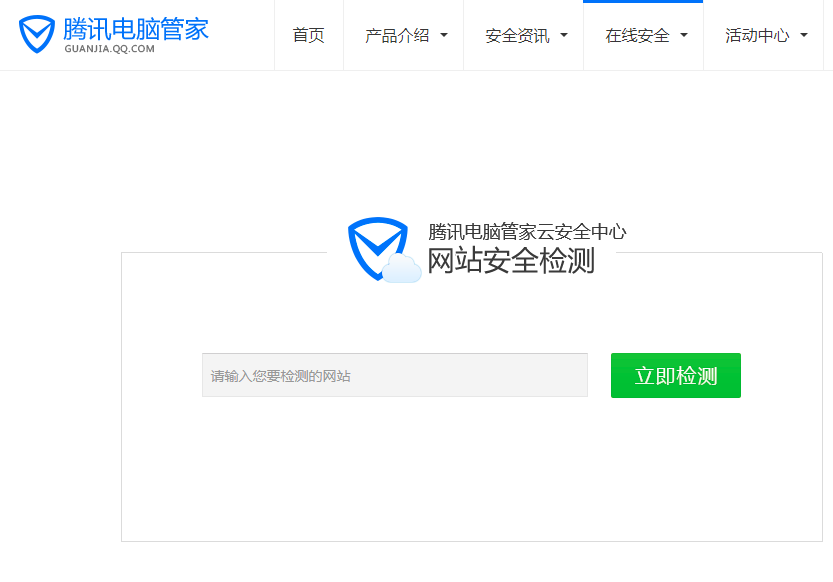 腾讯电脑管家
GUANJIA.QQ.COM
首页 产品介绍 安全资讯 在线安全 活动中心
腾讯电脑管家云安全中心
网站安全检测
请输入您要检测的网站
立即检测